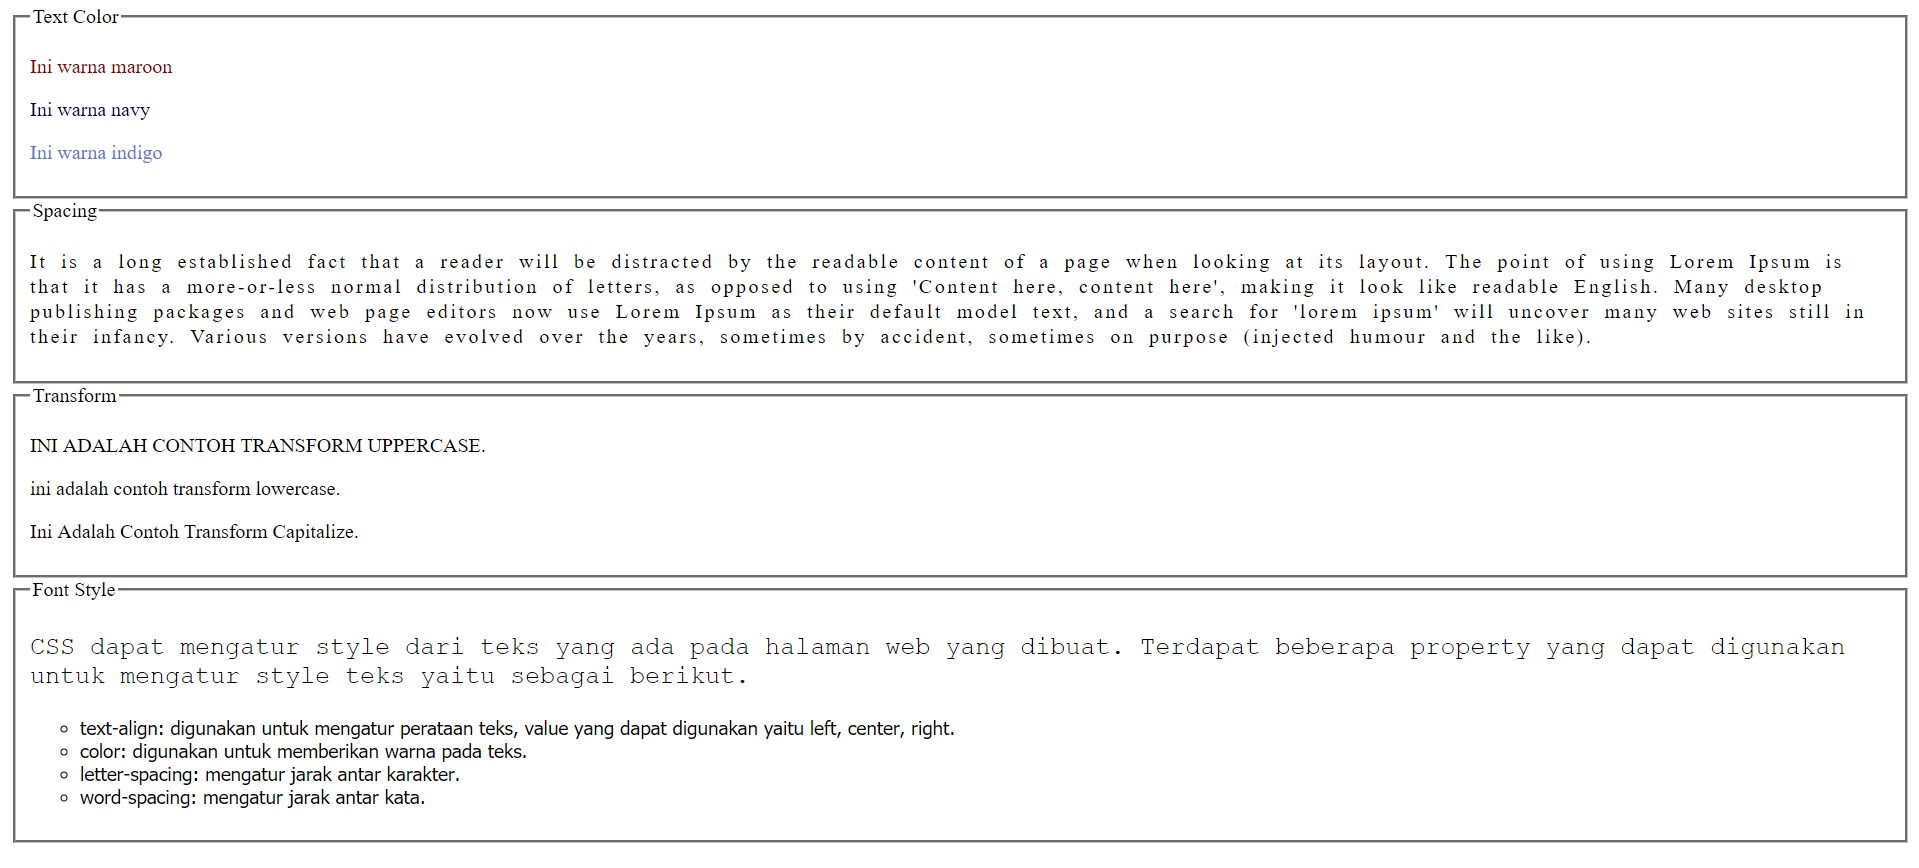 Text Color
Ini warna maroon
Ini warna navy
Ini warna indigo
Spacing
It is a long established fact that a reader will be distracted by the readable content of a page when looking at its layout. The point of using Lorem Ipsum is
that it has a more-or-less normal distribution of letters, as opposed to using 'Content here, content here', making it look like readable English. Many desktop
publishing packages and web page editors now use Lorem Ipsum as their default model text, and a search for 'lorem ipsum' will uncover many web sites still in
their infancy. Various versions have evolved over the years, sometimes by accident, sometimes on purpose (injected humour and the like).
Transform
INI ADALAH CONTOH TRANSFORM UPPERCASE.
ini adalah contoh transform lowercase.
Ini Adalah Contoh Transform Capitalize.
Font Style
CSS dapat mengatur style dari teks yang ada pada halaman web yang dibuat. Terdapat beberapa property yang dapat digunakan
untuk mengatur style teks yaitu sebagai berikut.
◦ text-align: digunakan untuk mengatur perataan teks, value yang dapat digunakan yaitu left, center, right.
◦ color: digunakan untuk memberikan warna pada teks.
◦ letter-spacing: mengatur jarak antar karakter.
◦ word-spacing: mengatur jarak antar kata.